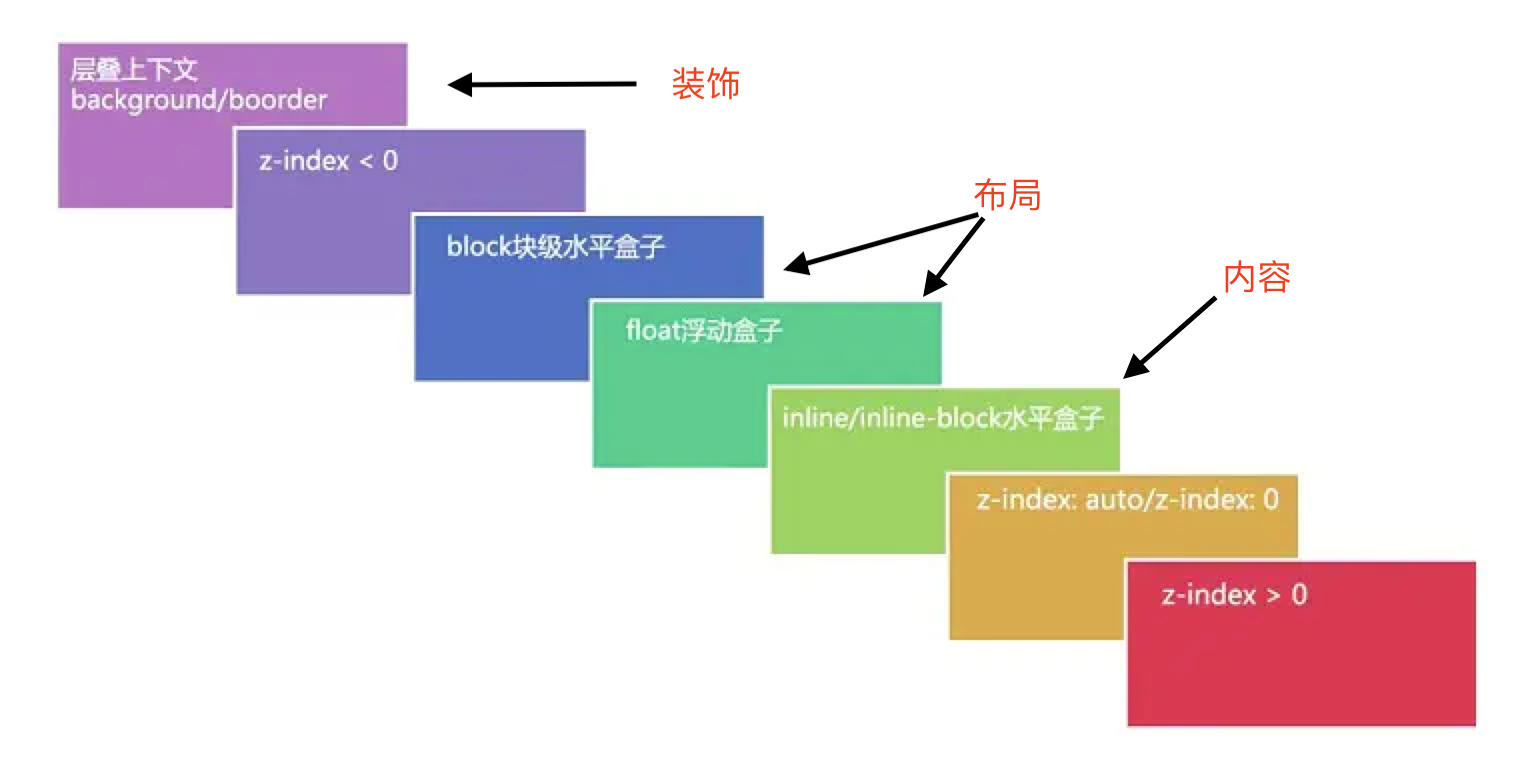 层叠上下文
background/boorder
装饰
z-index < 0
布局
block块级水平盒子
内容
float浮动盒子
inline/inline-block水平盒子
z-index: auto/z-index: 0
z-index > 0